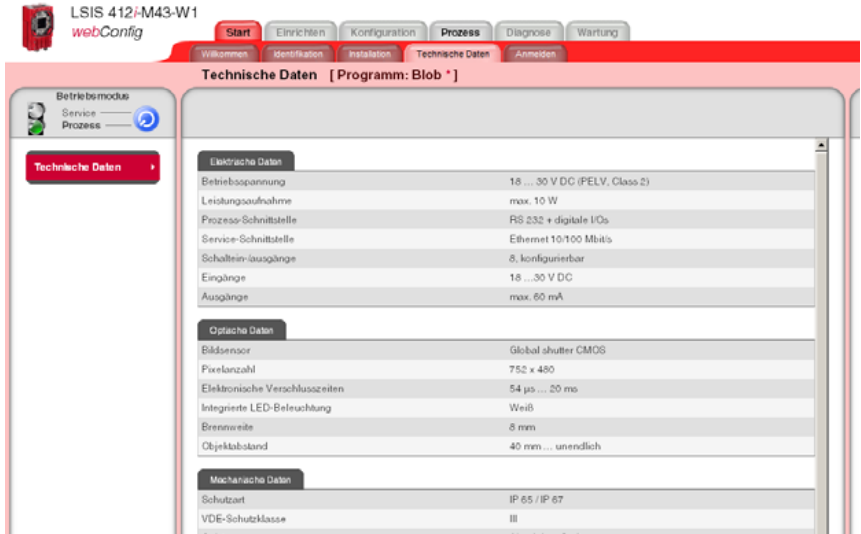 LSIS 412i-M43-W1
webConfig
Start Einrichten Konfiguration Prozess Diagnose Wartung
Willkommen Identifikation Installation Technische Daten Anmelden
Technische Daten [ Programm: Blob * ]
Betriebsmodus
Service
Prozess
Technische Daten
Elektrische Daten
Betriebsspannung 18 ... 30 V DC (PELV, Class 2)
Leistungsaufnahme max. 10 W
Prozess-Schnittstelle RS 232 + digitale I/Os
Service-Schnittstelle Ethernet 10/100 Mbit/s
Schaltein-/ausgänge 8, konfigurierbar
Eingänge 18 ...30 V DC
Ausgänge max. 60 mA
Optische Daten
Bildsensor Global shutter CMOS
Pixelanzahl 752 x 480
Elektronische Verschlusszeiten 54 µs ... 20 ms
Integrierte LED-Beleuchtung Weiß
Brennweite 8 mm
Objektabstand 40 mm ... unendlich
Mechanische Daten
Schutzart IP 65 / IP 67
VDE-Schutzklasse III